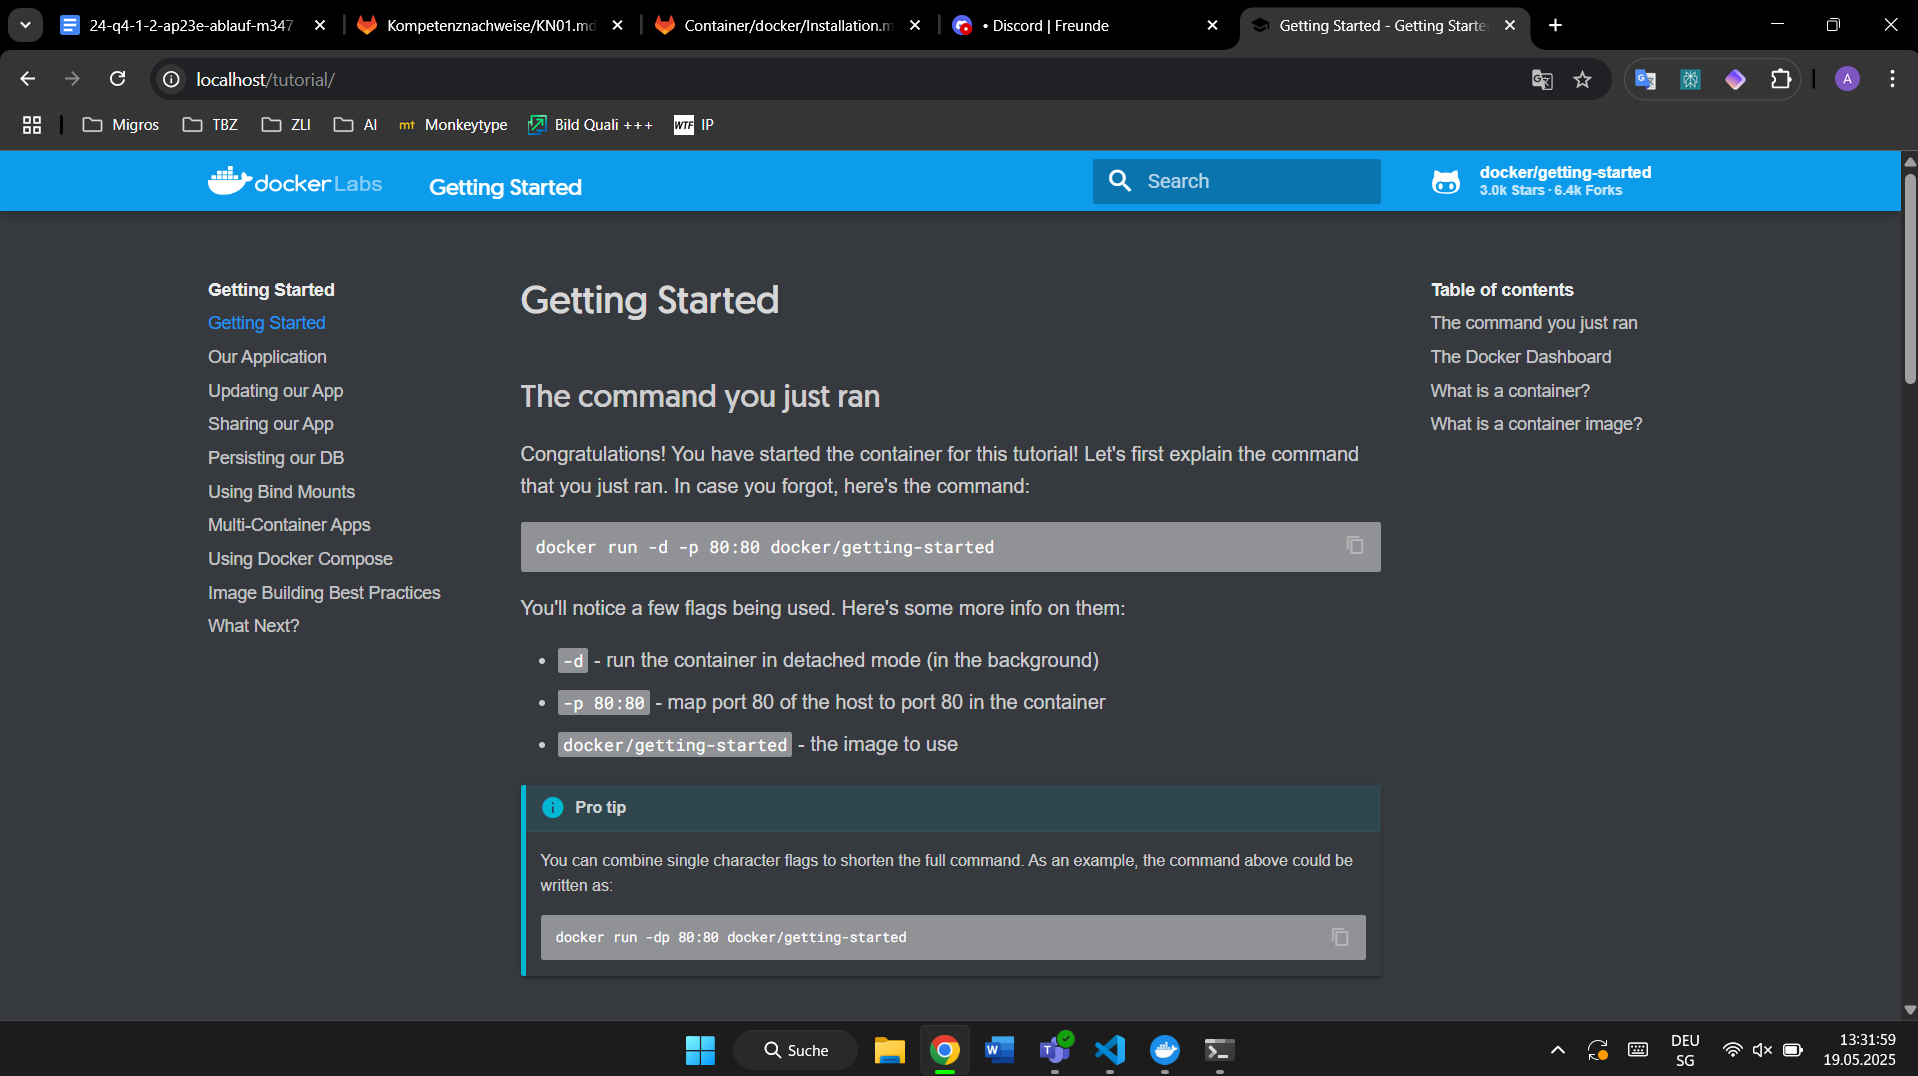 24-q4-1-2-ap23e-ablauf-m347
Kompetenznachweise/KN01.md
Container/docker/Installation.m
• Discord | Freunde
Getting Started - Getting Starte
localhost/tutorial/
A
Migros
TBZ
ZLI
AI
mt Monkeytype
Bild Quali +++
WTF IP
docker Labs
Getting Started
Search
docker/getting-started
3.0k Stars · 6.4k Forks
Getting Started
Getting Started
Our Application
Updating our App
Sharing our App
Persisting our DB
Using Bind Mounts
Multi-Container Apps
Using Docker Compose
Image Building Best Practices
What Next?
Getting Started
The command you just ran
Congratulations! You have started the container for this tutorial! Let's first explain the command
that you just ran. In case you forgot, here's the command:
docker run -d -p 80:80 docker/getting-started
You'll notice a few flags being used. Here's some more info on them:
• -d - run the container in detached mode (in the background)
• -p 80:80 - map port 80 of the host to port 80 in the container
• docker/getting-started - the image to use
Pro tip
You can combine single character flags to shorten the full command. As an example, the command above could be
written as:
docker run -dp 80:80 docker/getting-started
Table of contents
The command you just ran
The Docker Dashboard
What is a container?
What is a container image?
Suche
DEU
SG
13:31:59
19.05.2025